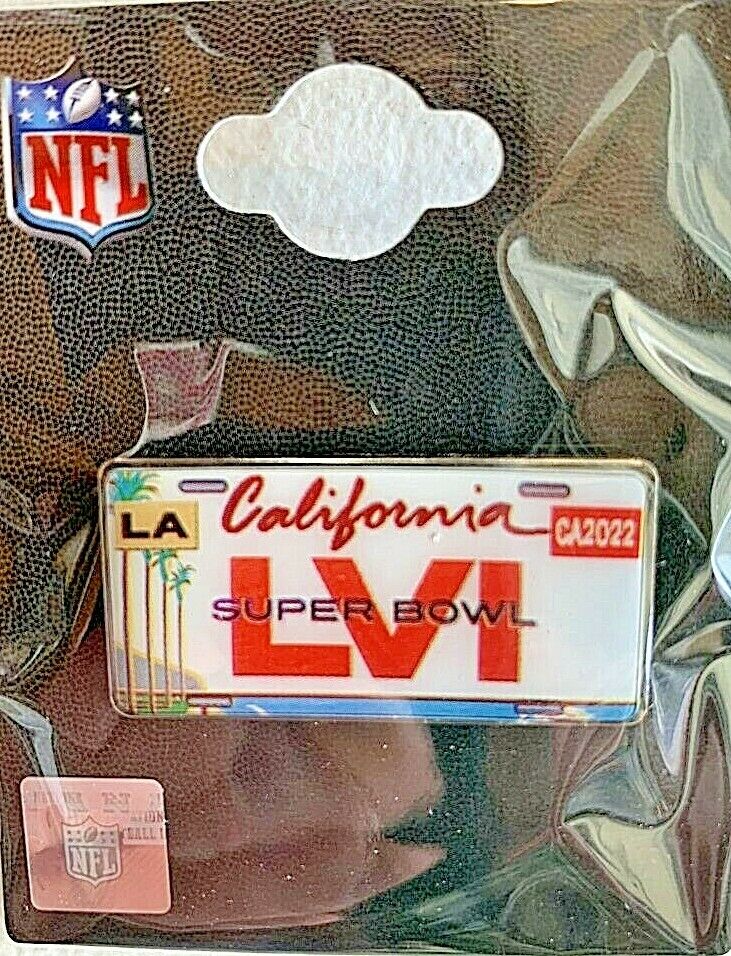 NFL
California
LA
CA2022
LVI
SUPER BOWL
NFL